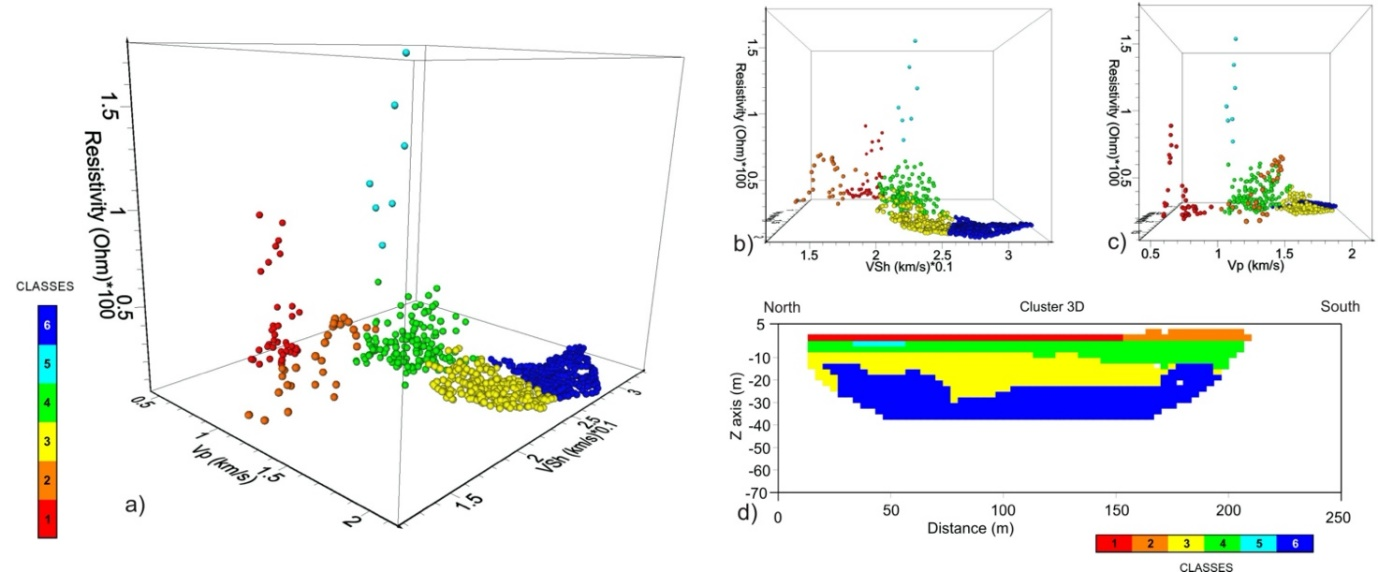 1.5
1
0.5
Resistivity (Ohm)*100
CLASSES
6
5
4
3
2
1
0.5
1
1.5
2
Vp (km/s)
1.5
2
2.5
3
VSh (km/s)*0.1
a)
1.5
1
0.5
Resistivity (Ohm)*100
b)
1.5 2 2.5 3
VSh (km/s)*0.1
1.5
1
0.5
Resistivity (Ohm)*100
c)
0.5 1 1.5 2
Vp (km/s)
North Cluster 3D South
5
-10
-20
-30
-40
-50
-60
-70
Z axis (m)
d)
0 50 100 150 200 250
Distance (m)
1 2 3 4 5 6
CLASSES